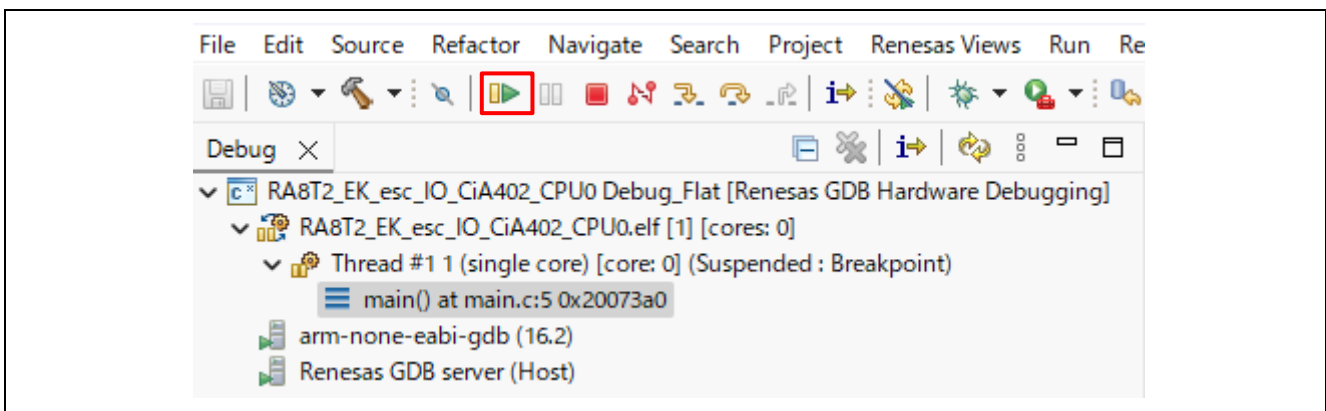 File Edit Source Refactor Navigate Search Project Renesas Views Run Re
Debug
RA8T2_EK_esc_IO_CiA402_CPU0 Debug_Flat [Renesas GDB Hardware Debugging]
RA8T2_EK_esc_IO_CiA402_CPU0.elf [1] [cores: 0]
Thread #1 1 (single core) [core: 0] (Suspended : Breakpoint)
main() at main.c:5 0x20073a0
arm-none-eabi-gdb (16.2)
Renesas GDB server (Host)